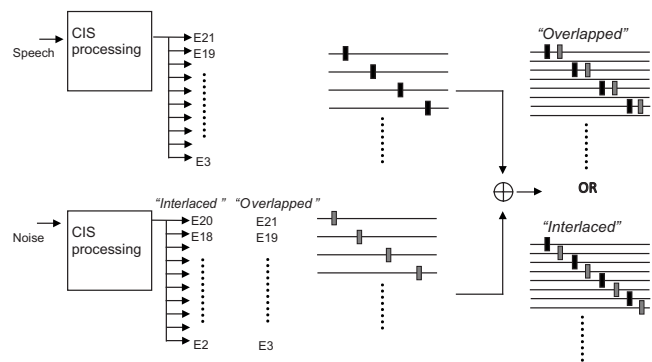 CIS
processing
Speech
E21
E19
E3
"Overlapped"
OR
"Interlaced "
"Overlapped"
CIS
processing
Noise
E20
E18
E2
E21
E19
E3
"Interlaced"